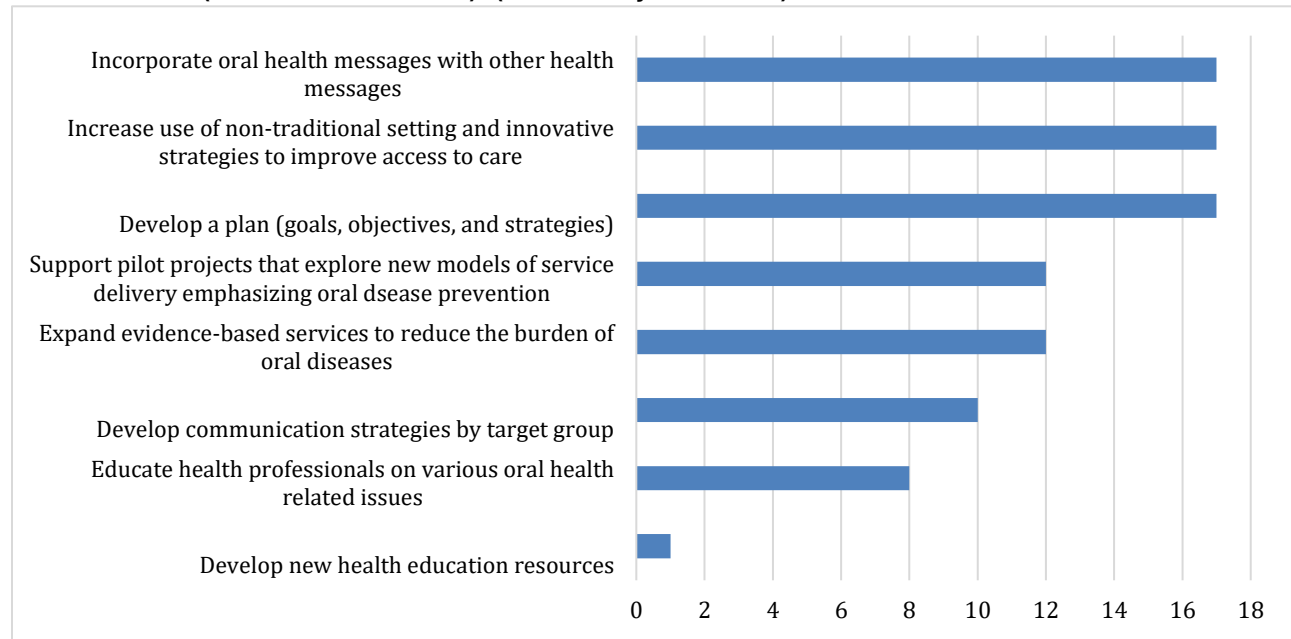 Incorporate oral health messages with other health
messages
Increase use of non-traditional setting and innovative
strategies to improve access to care
Develop a plan (goals, objectives, and strategies)
Support pilot projects that explore new models of service
delivery emphasizing oral dsease prevention
Expand evidence-based services to reduce the burden of
oral diseases
Develop communication strategies by target group
Educate health professionals on various oral health
related issues
Develop new health education resources
0 2 4 6 8 10 12 14 16 18